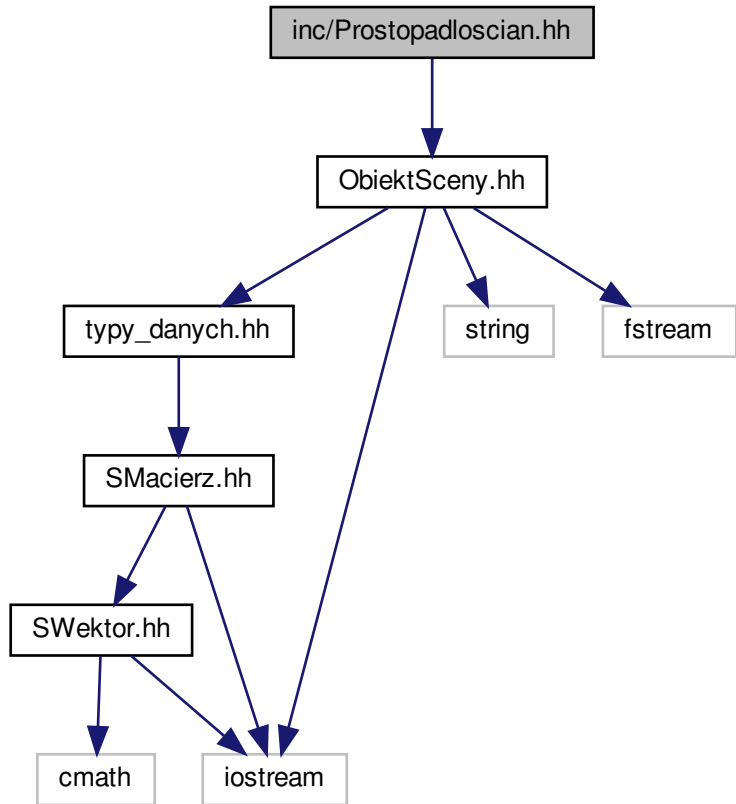 inc/Prostopadloscian.hh
ObiektSceny.hh
typy_danych.hh
string
fstream
SMacierz.hh
SWektor.hh
cmath
iostream